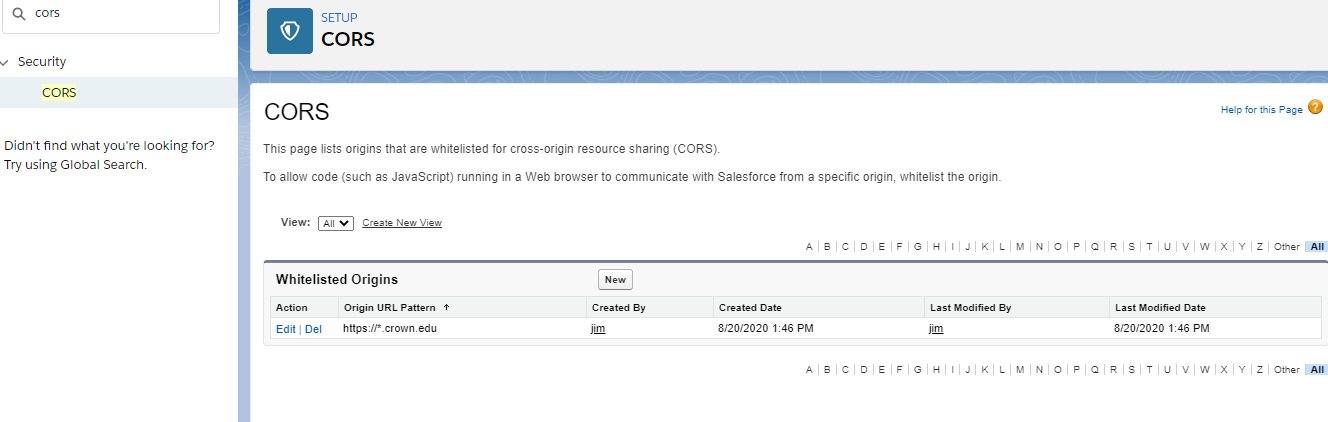 cors
Security
CORS
Didn't find what you're looking for?
Try using Global Search.
SETUP
CORS
CORS
Help for this Page ?
This page lists origins that are whitelisted for cross-origin resource sharing (CORS).
To allow code (such as JavaScript) running in a Web browser to communicate with Salesforce from a specific origin, whitelist the origin.
View: All Create New View
A | B | C | D | E | F | G | H | I | J | K | L | M | N | O | P | Q | R | S | T | U | V | W | X | Y | Z | Other | All
Whitelisted Origins New
Action Origin URL Pattern ↑ Created By Created Date Last Modified By Last Modified Date
Edit | Del https://*.crown.edu jim 8/20/2020 1:46 PM jim 8/20/2020 1:46 PM
A | B | C | D | E | F | G | H | I | J | K | L | M | N | O | P | Q | R | S | T | U | V | W | X | Y | Z | Other | All